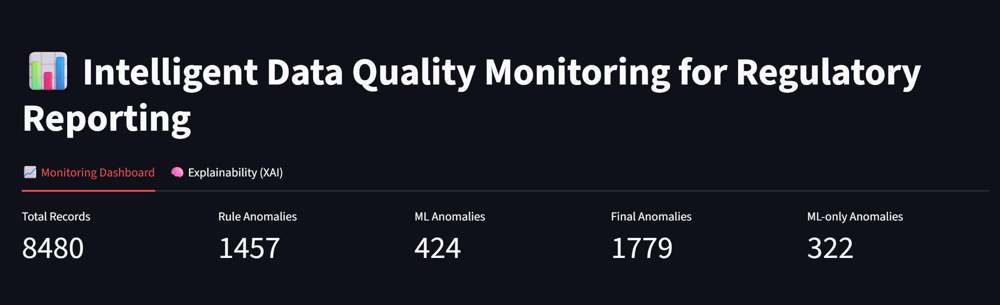 Intelligent Data Quality Monitoring for Regulatory
Reporting
Monitoring Dashboard
Explainability (XAI)
Total Records
Rule Anomalies
ML Anomalies
Final Anomalies
ML-only Anomalies
8480
1457
424
1779
322